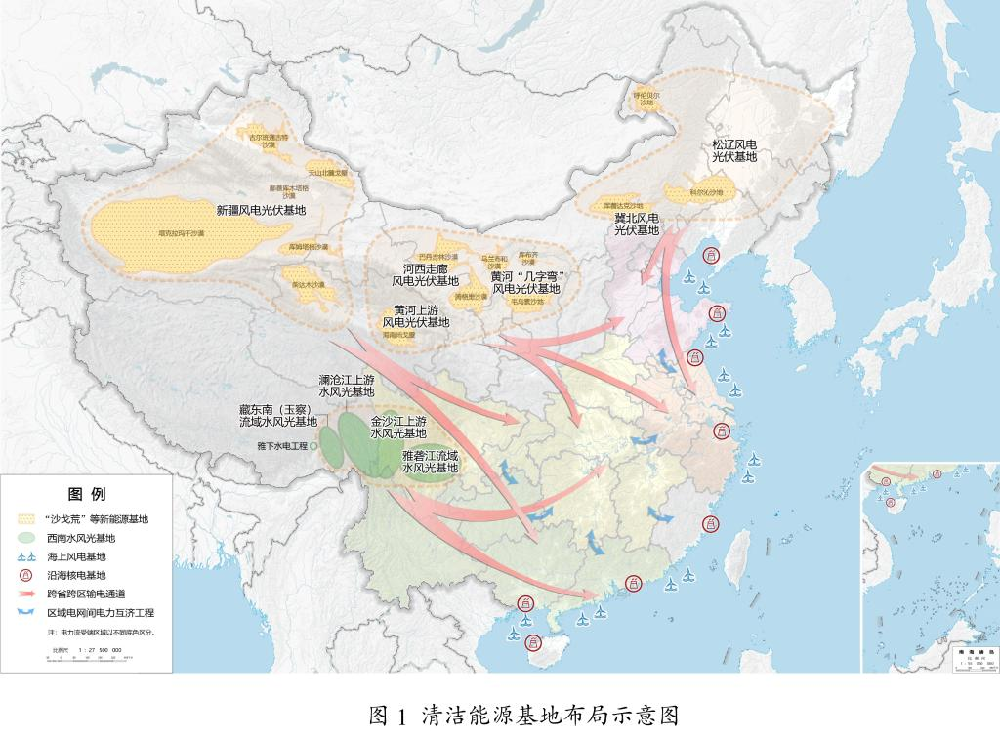 呼伦贝尔
沙地
松辽风电
光伏基地
古尔班通古特
沙漠
天山北麓戈壁
鄯善库木塔格
沙漠
新疆风电光伏基地
塔克拉玛干沙漠
库姆塔格沙漠
柴达木沙漠
科尔沁沙地
浑善达克沙地
冀北风电
光伏基地
巴丹吉林沙漠
乌兰布和
沙漠
库布齐
沙漠
河西走廊
风电光伏基地
黄河“几字弯”
风电光伏基地
腾格里沙漠
毛乌素沙地
黄河上游
风电光伏基地
海南州戈壁
澜沧江上游
水风光基地
藏东南（玉察）
流域水风光基地
金沙江上游
水风光基地
雅下水电工程
雅砻江流域
水风光基地
图 例
“沙戈荒”等新能源基地
西南水风光基地
海上风电基地
沿海核电基地
跨省跨区输电通道
区域电网间电力互济工程
注：电力流受端区域以不同底色区分。
比例尺 1：27 500 000
南海诸岛
比例尺
图 1 清洁能源基地布局示意图